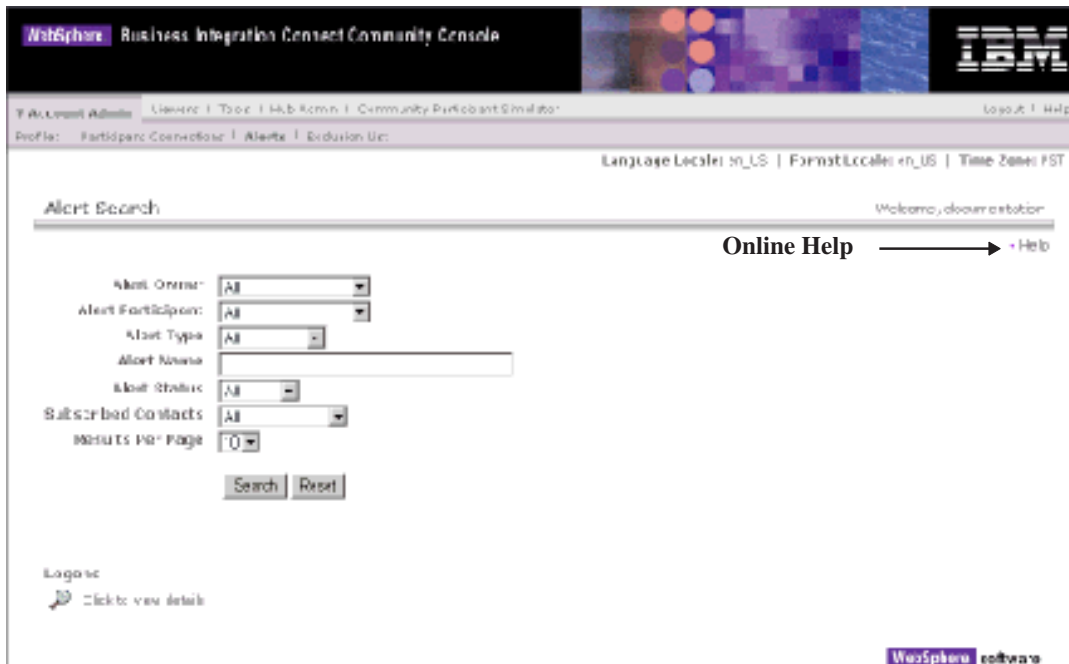 WebSphere Business Integration Connect Community Console
IBM
Account Admin Viewers | Tools | Hub Admin | Community Participant Simulator Logout | Help
Profiles Participant Connections | Alerts | Exclusion List
Language Locale: en_US | Format Locale: en_US | Time Zone: PST
Alert Search Welcome, documentation
Online Help Help
Alert Owner All
Alert Participant All
Alert Type All
Alert Name
Alert Status All
Subscribed Contacts All
Results Per Page 10
Search Reset
Click to view details
WebSphere software